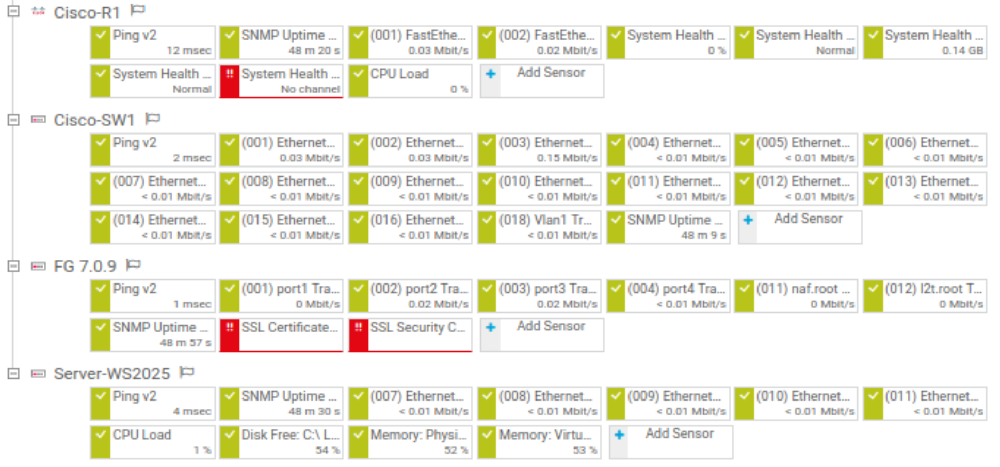 Cisco-R1
Ping v2
12 msec
SNMP Uptime ...
48 m 20 s
(001) FastEthe...
0.03 Mbit/s
(002) FastEthe...
0.02 Mbit/s
System Health ...
0 %
System Health ...
Normal
System Health ...
0.14 GB
System Health ...
Normal
!! System Health ...
No channel
CPU Load
0 %
+ Add Sensor
Cisco-SW1
Ping v2
2 msec
(001) Ethernet...
0.03 Mbit/s
(002) Ethernet...
0.03 Mbit/s
(003) Ethernet...
0.15 Mbit/s
(004) Ethernet...
< 0.01 Mbit/s
(005) Ethernet...
< 0.01 Mbit/s
(006) Ethernet...
< 0.01 Mbit/s
(007) Ethernet...
< 0.01 Mbit/s
(008) Ethernet...
< 0.01 Mbit/s
(009) Ethernet...
< 0.01 Mbit/s
(010) Ethernet...
< 0.01 Mbit/s
(011) Ethernet...
< 0.01 Mbit/s
(012) Ethernet...
< 0.01 Mbit/s
(013) Ethernet...
< 0.01 Mbit/s
(014) Ethernet...
< 0.01 Mbit/s
(015) Ethernet...
< 0.01 Mbit/s
(016) Ethernet...
< 0.01 Mbit/s
(018) Vlan1 Tr...
< 0.01 Mbit/s
SNMP Uptime ...
48 m 9 s
+ Add Sensor
FG 7.0.9
Ping v2
1 msec
(001) port1 Tra...
0 Mbit/s
(002) port2 Tra...
0.02 Mbit/s
(003) port3 Tra...
0.02 Mbit/s
(004) port4 Tra...
< 0.01 Mbit/s
(011) naf.root ...
0 Mbit/s
(012) l2t.root T...
0 Mbit/s
SNMP Uptime ...
48 m 57 s
!! SSL Certificate...
!! SSL Security C...
+ Add Sensor
Server-WS2025
Ping v2
4 msec
SNMP Uptime ...
48 m 30 s
(007) Ethernet...
< 0.01 Mbit/s
(008) Ethernet...
< 0.01 Mbit/s
(009) Ethernet...
< 0.01 Mbit/s
(010) Ethernet...
< 0.01 Mbit/s
(011) Ethernet...
< 0.01 Mbit/s
CPU Load
1 %
Disk Free: C:\ L...
54 %
Memory: Physi...
52 %
Memory: Virtu...
53 %
+ Add Sensor